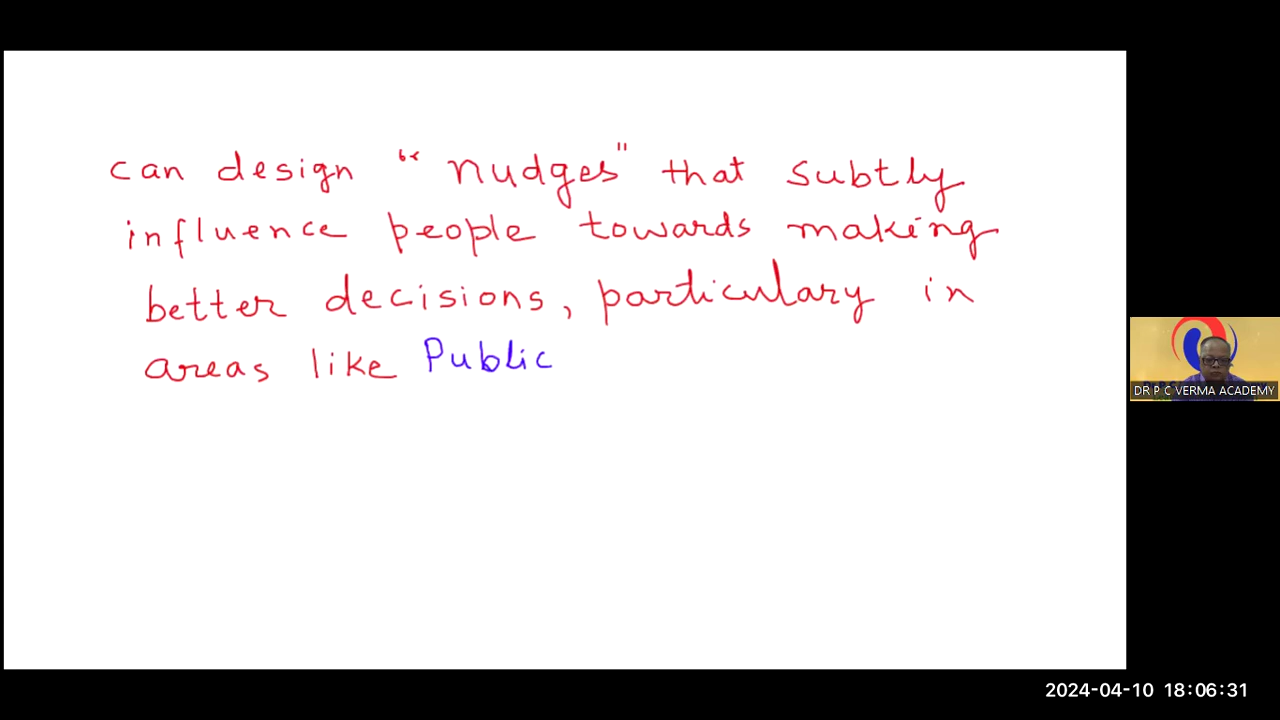 can design “nudges" that subtly
influence people towards making
better decisions, particulary in
areas like Public
DR P C VERMA ACADEMY
2024-04-10 18:06:31